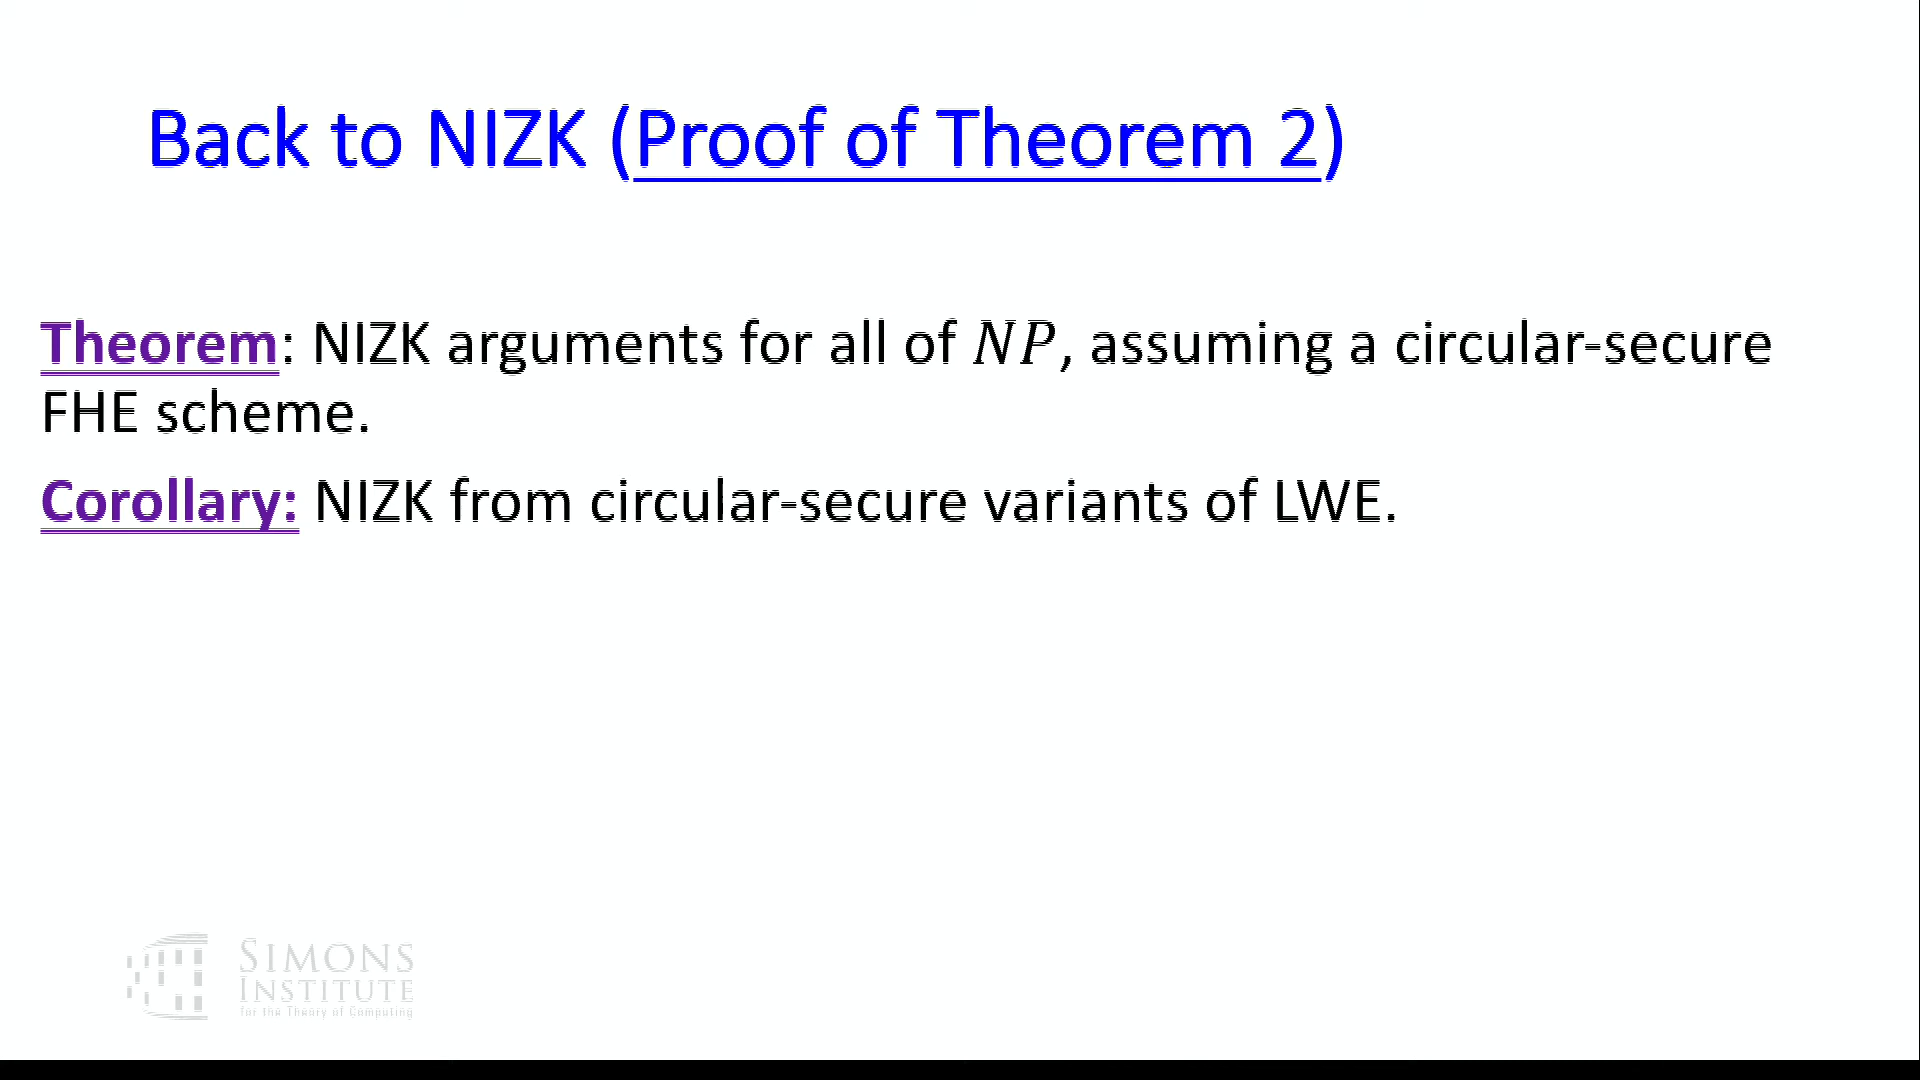 Back to NIZK (Proof of Theorem 2)
Theorem: NIZK arguments for all of NP, assuming a circular-secure
FHE scheme.
Corollary: NIZK from circular-secure variants of LWE.
SIMONS
INSTITUTE
for the Theory of Computing